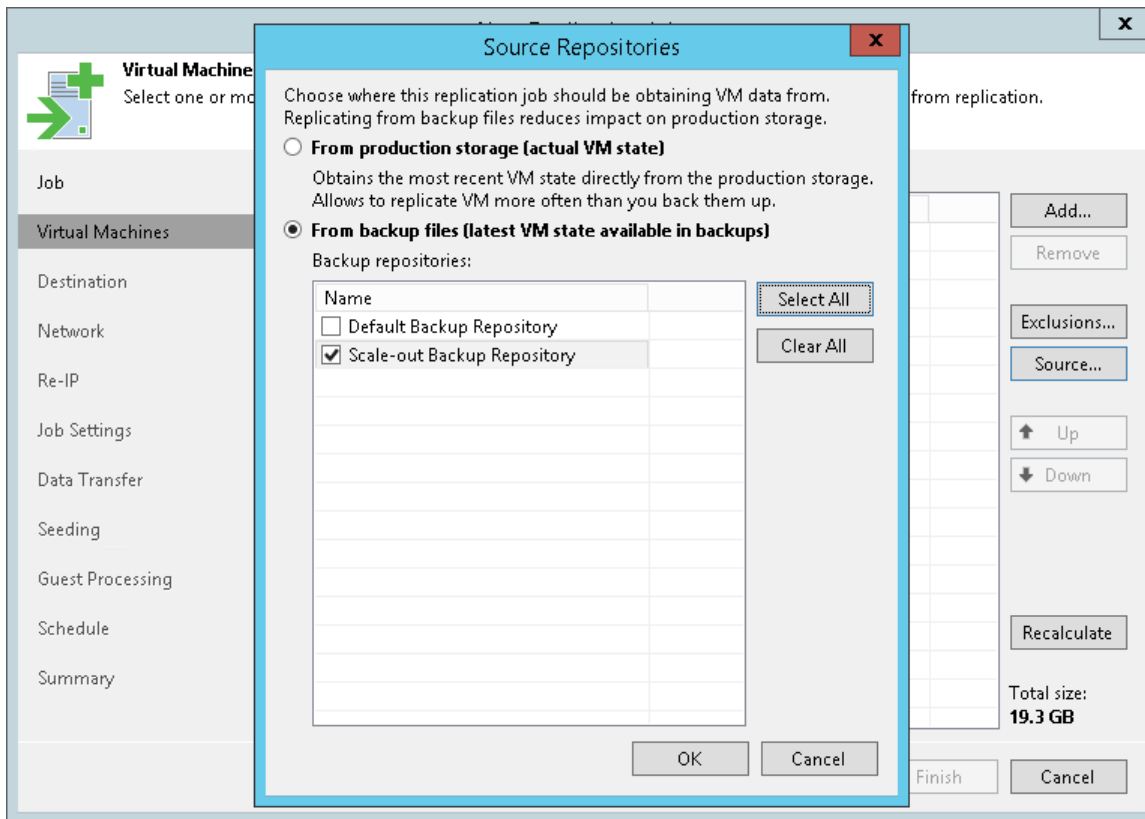 X
Source Repositories
X
Virtual Machine
Select one or mo
from replication.
Choose where this replication job should be obtaining VM data from.
Replicating from backup files reduces impact on production storage.
From production storage (actual VM state)
Obtains the most recent VM state directly from the production storage.
Allows to replicate VM more often than you back them up.
From backup files (latest VM state available in backups)
Backup repositories:
Name
Default Backup Repository
Scale-out Backup Repository
Select All
Clear All
OK
Cancel
Job
Virtual Machines
Destination
Network
Re-IP
Job Settings
Data Transfer
Seeding
Guest Processing
Schedule
Summary
Add...
Remove
Exclusions...
Source...
Up
Down
Recalculate
Total size:
19.3 GB
Finish
Cancel